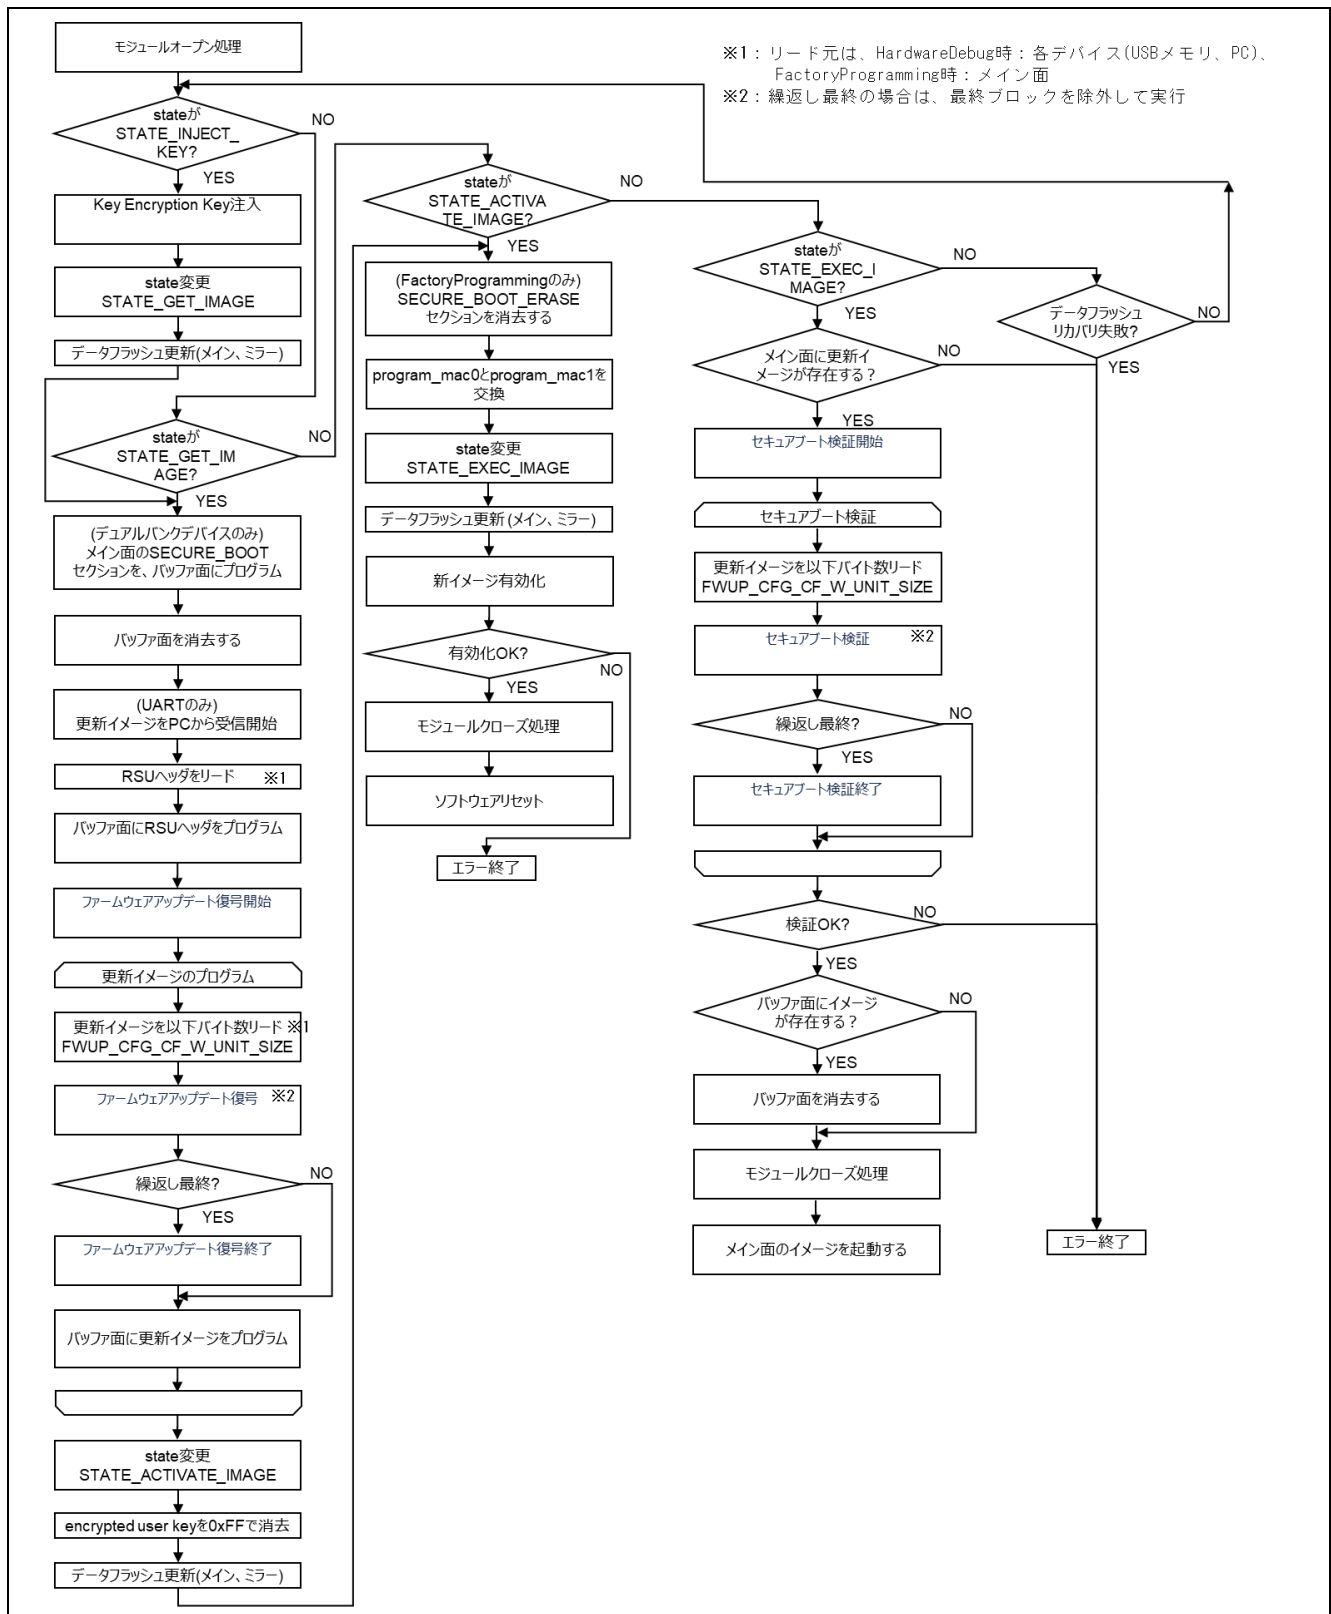 モジュールオープン処理
※1：リード元は、HardwareDebug時：各デバイス(USBメモリ、PC)、
FactoryProgramming時：メイン面
※2：繰返し最終の場合は、最終ブロックを除外して実行
stateが
STATE_INJECT_
KEY?
NO
YES
Key Encryption Key注入
state変更
STATE_GET_IMAGE
データフラッシュ更新(メイン、ミラー)
stateが
STATE_GET_IM
AGE?
NO
YES
(デュアルバンクデバイスのみ)
メイン面のSECURE_BOOT
セクションを、バッファ面にプログラム
バッファ面を消去する
(UARTのみ)
更新イメージをPCから受信開始
RSUヘッダをリード ※1
バッファ面にRSUヘッダをプログラム
ファームウェアアップデート復号開始
更新イメージのプログラム
更新イメージを以下バイト数リード ※1
FWUP_CFG_CF_W_UNIT_SIZE
ファームウェアアップデート復号 ※2
繰返し最終?
NO
YES
ファームウェアアップデート復号終了
バッファ面に更新イメージをプログラム
state変更
STATE_ACTIVATE_IMAGE
encrypted user keyを0xFFで消去
データフラッシュ更新(メイン、ミラー)
stateが
STATE_ACTIVA
TE_IMAGE?
NO
YES
(FactoryProgrammingのみ)
SECURE_BOOT_ERASE
セクションを消去する
program_mac0とprogram_mac1を
交換
state変更
STATE_EXEC_IMAGE
データフラッシュ更新 (メイン、ミラー)
新イメージ有効化
有効化OK?
NO
YES
モジュールクローズ処理
ソフトウェアリセット
エラー終了
stateが
STATE_EXEC_I
MAGE?
NO
YES
データフラッシュ
リカバリ失敗?
NO
YES
メイン面に更新イ
メージが存在する？
NO
YES
セキュアブート検証開始
セキュアブート検証
更新イメージを以下バイト数リード
FWUP_CFG_CF_W_UNIT_SIZE
セキュアブート検証 ※2
繰返し最終?
NO
YES
セキュアブート検証終了
検証OK?
NO
YES
バッファ面にイメージ
が存在する？
NO
YES
バッファ面を消去する
モジュールクローズ処理
メイン面のイメージを起動する
エラー終了